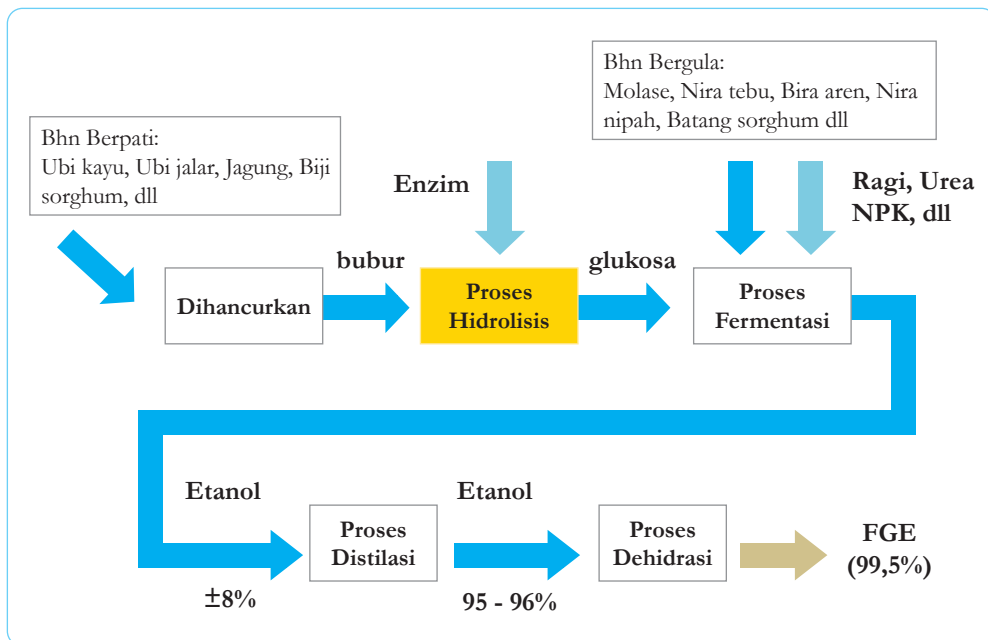 Bhn Bergula:
Molase, Nira tebu, Bira aren, Nira
nipah, Batang sorghum dll
Bhn Berpati:
Ubi kayu, Ubi jalar, Jagung, Biji
sorghum, dll
Enzim
Ragi, Urea
NPK, dll
bubur
glukosa
Dihancurkan
Proses
Hidrolisis
Proses
Fermentasi
Etanol
Etanol
Proses
Distilasi
Proses
Dehidrasi
FGE
(99,5%)
±8%
95 - 96%